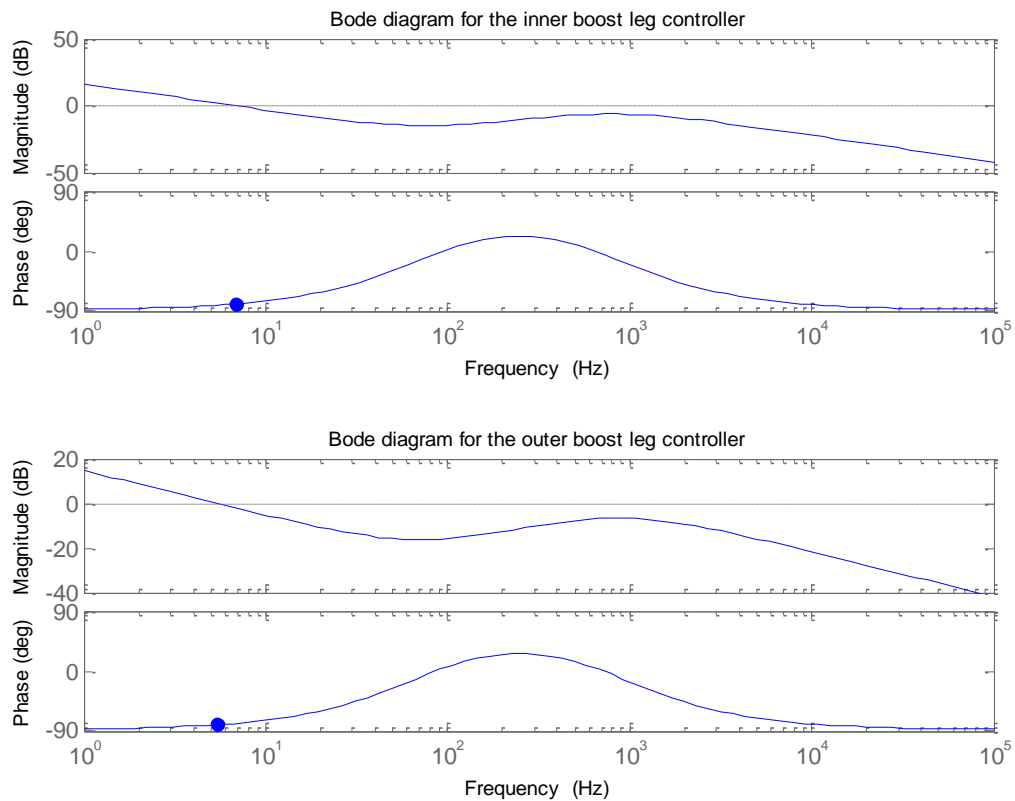 Bode diagram for the inner boost leg controller
50
0
-50
Magnitude (dB)
90
0
-90
Phase (deg)
10^0 10^1 10^2 10^3 10^4 10^5
Frequency (Hz)
Bode diagram for the outer boost leg controller
20
0
-20
-40
Magnitude (dB)
90
0
-90
Phase (deg)
10^0 10^1 10^2 10^3 10^4 10^5
Frequency (Hz)